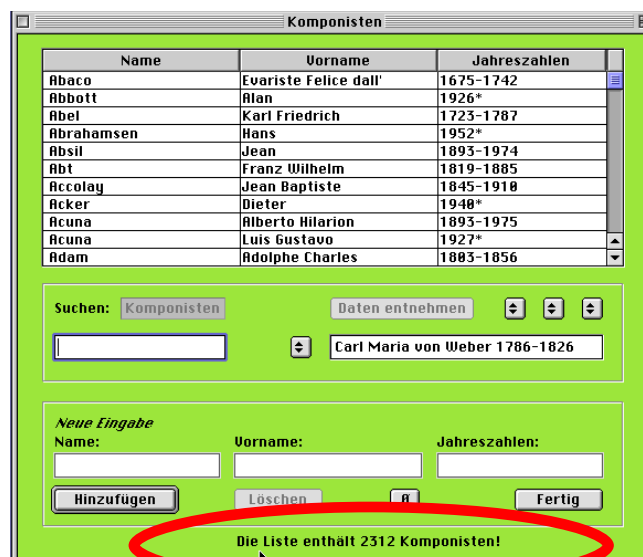 Komponisten
Name Vorname Jahreszahlen
Abaco Evariste Felice dall' 1675-1742
Abbott Alan 1926*
Abel Karl Friedrich 1723-1787
Abrahamsen Hans 1952*
Absil Jean 1893-1974
Abt Franz Wilhelm 1819-1885
Accolay Jean Baptiste 1845-1910
Acker Dieter 1940*
Acuna Alberto Hilarion 1893-1975
Acuna Luis Gustavo 1927*
Adam Adolphe Charles 1803-1856
Suchen: Komponisten Daten entnehmen
Carl Maria von Weber 1786-1826
Neue Eingabe
Name: Vorname: Jahreszahlen:
Hinzufügen Löschen Ø Fertig
Die Liste enthält 2312 Komponisten!